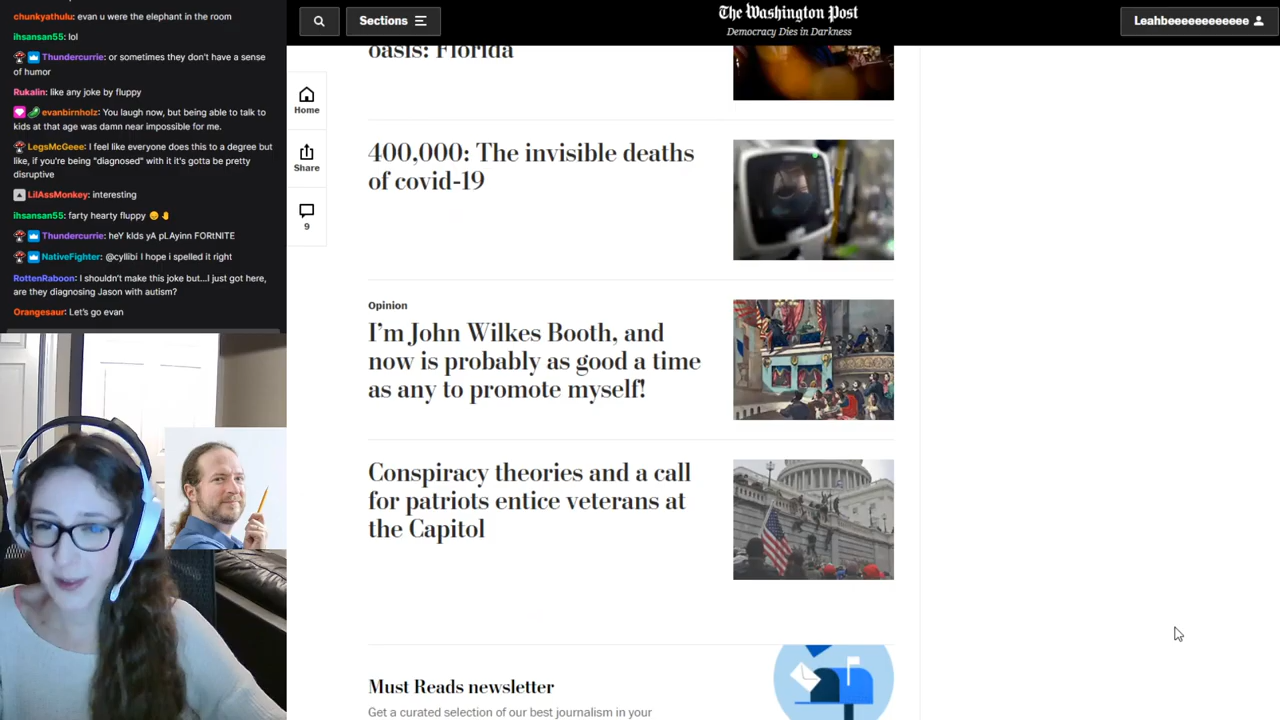 chunkyathulu: evan u were the elephant in the room
ihsansan55: lol
Thundercurrie: or sometimes they don't have a sense
of humor
Rukalin: like any joke by fluppy
evanbirnholz: You laugh now, but being able to talk to
kids at that age was damn near impossible for me.
LegsMcGeee: I feel like everyone does this to a degree but
like, if you're being "diagnosed" with it it's gotta be pretty
disruptive
LilAssMonkey: interesting
ihsansan55: farty hearty fluppy
Thundercurrie: heY kIds yA pLAyinn FORtNITE
NativeFighter: @cyllibi I hope i spelled it right
RottenRaboon: I shouldn't make this joke but...I just got here,
are they diagnosing Jason with autism?
Orangesaur: Let's go evan
Sections
The Washington Post
Democracy Dies in Darkness
Leahbeeeeeeeeeeee
Home
Share
9
oasis: Florida
400,000: The invisible deaths
of covid-19
Opinion
I'm John Wilkes Booth, and
now is probably as good a time
as any to promote myself!
Conspiracy theories and a call
for patriots entice veterans at
the Capitol
Must Reads newsletter
Get a curated selection of our best journalism in your